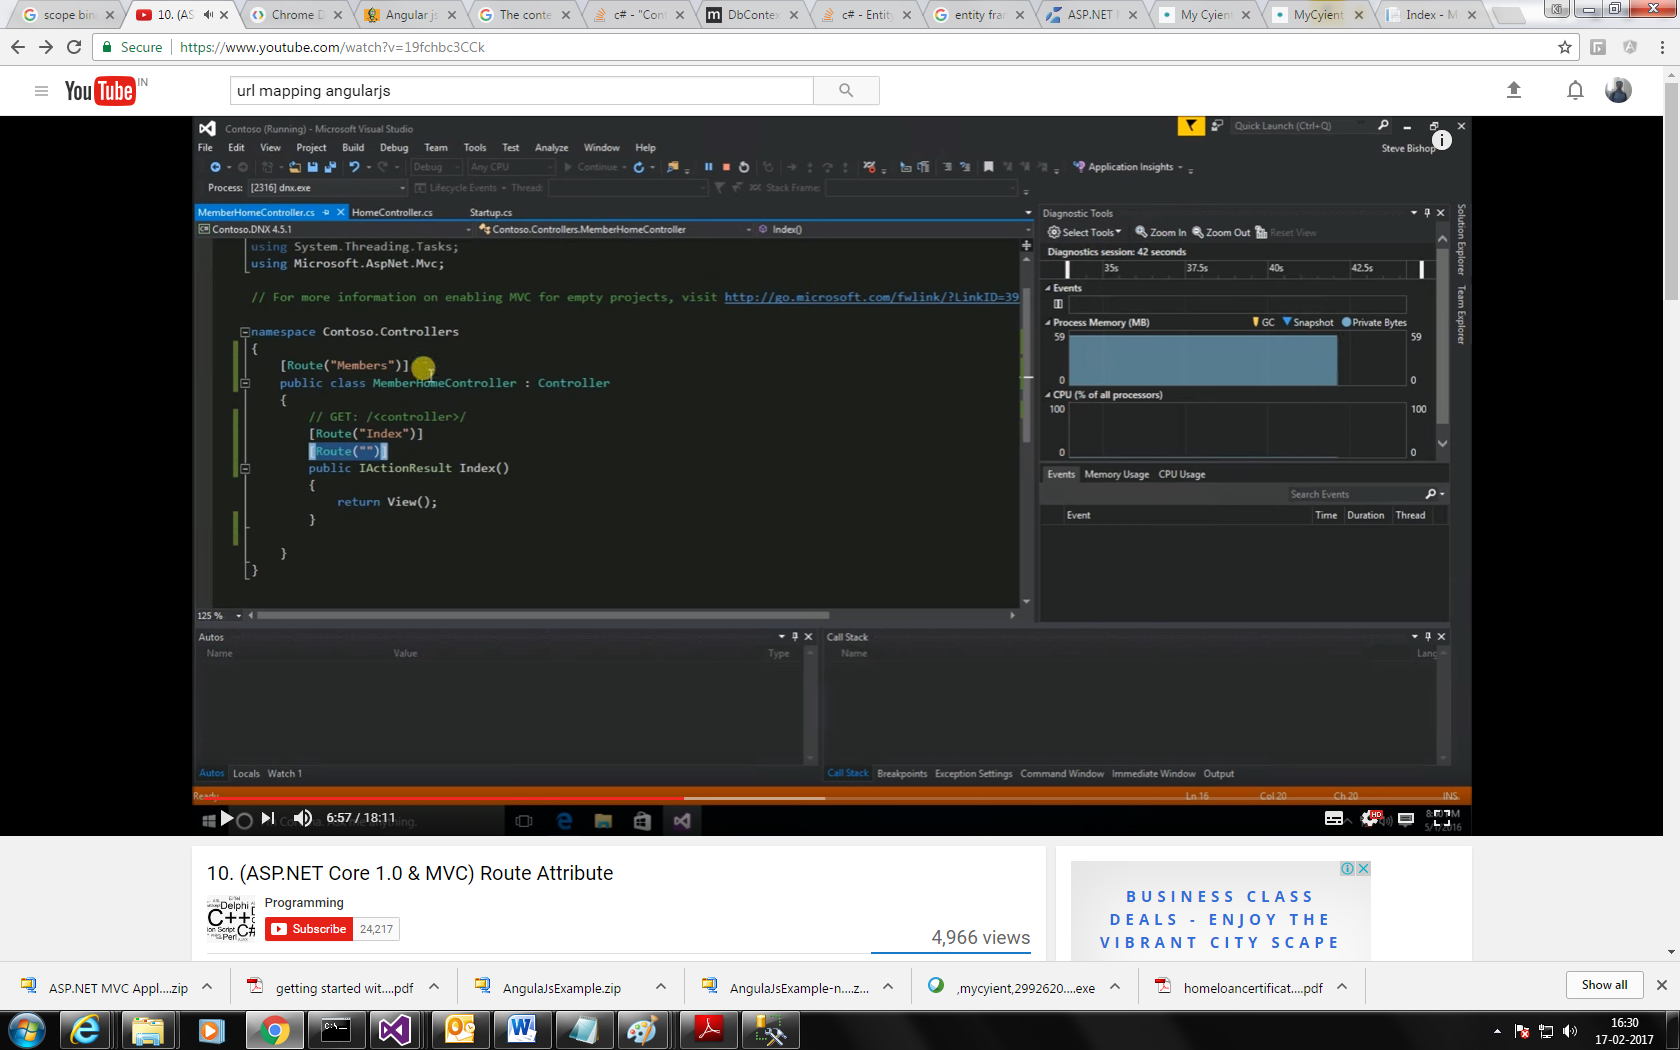 scope bin
10. (AS
Chrome D
Angular js
The conte
c# - "Cont
DbContex
c# - Entity
entity fran
ASP.NET M
My Cyient
MyCyient
Index - M
Secure
https://www.youtube.com/watch?v=19fchbc3CCk
YouTube IN
url mapping angularjs
Contoso (Running) - Microsoft Visual Studio
Quick Launch (Ctrl+Q)
File Edit View Project Build Debug Team Tools Test Analyze Window Help
Steve Bishop
Debug Any CPU Continue Application Insights
Process: [2316] dnx.exe Lifecycle Events Thread: Stack Frame:
MemberHomeController.cs HomeController.cs Startup.cs
Contoso.DNX 4.5.1 Contoso.Controllers.MemberHomeController Index()
using System.Threading.Tasks;
using Microsoft.AspNet.Mvc;
// For more information on enabling MVC for empty projects, visit http://go.microsoft.com/fwlink/?LinkID=39
namespace Contoso.Controllers
{
[Route("Members")]
public class MemberHomeController : Controller
{
// GET: /<controller>/
[Route("Index")]
[Route("")]
public IActionResult Index()
{
return View();
}
}
}
125 %
Diagnostic Tools
Select Tools Zoom In Zoom Out Reset View
Diagnostics session: 42 seconds
35s 37.5s 40s 42.5s
Events
Process Memory (MB) GC Snapshot Private Bytes
59 59
0 0
CPU (% of all processors)
100 100
0 0
Events Memory Usage CPU Usage
Search Events
Event Time Duration Thread
Solution Explorer
Team Explorer
Autos
Name Value Type
Autos Locals Watch 1
Call Stack
Name Lang
Call Stack Breakpoints Exception Settings Command Window Immediate Window Output
Ready Ln 16 Col 20 Ch 20 INS
6:57 / 18:11
HD
5/1/2016
10. (ASP.NET Core 1.0 & MVC) Route Attribute
Programming
Subscribe 24,217
4,966 views
Delphi
C++
C#
BUSINESS CLASS
DEALS - ENJOY THE
VIBRANT CITY SCAPE
ASP.NET MVC Appl....zip
getting started wit....pdf
AngulaJsExample.zip
AngulaJsExample-n....z...
,mycyient,2992620....exe
homeloancertificat....pdf
Show all
16:30
17-02-2017